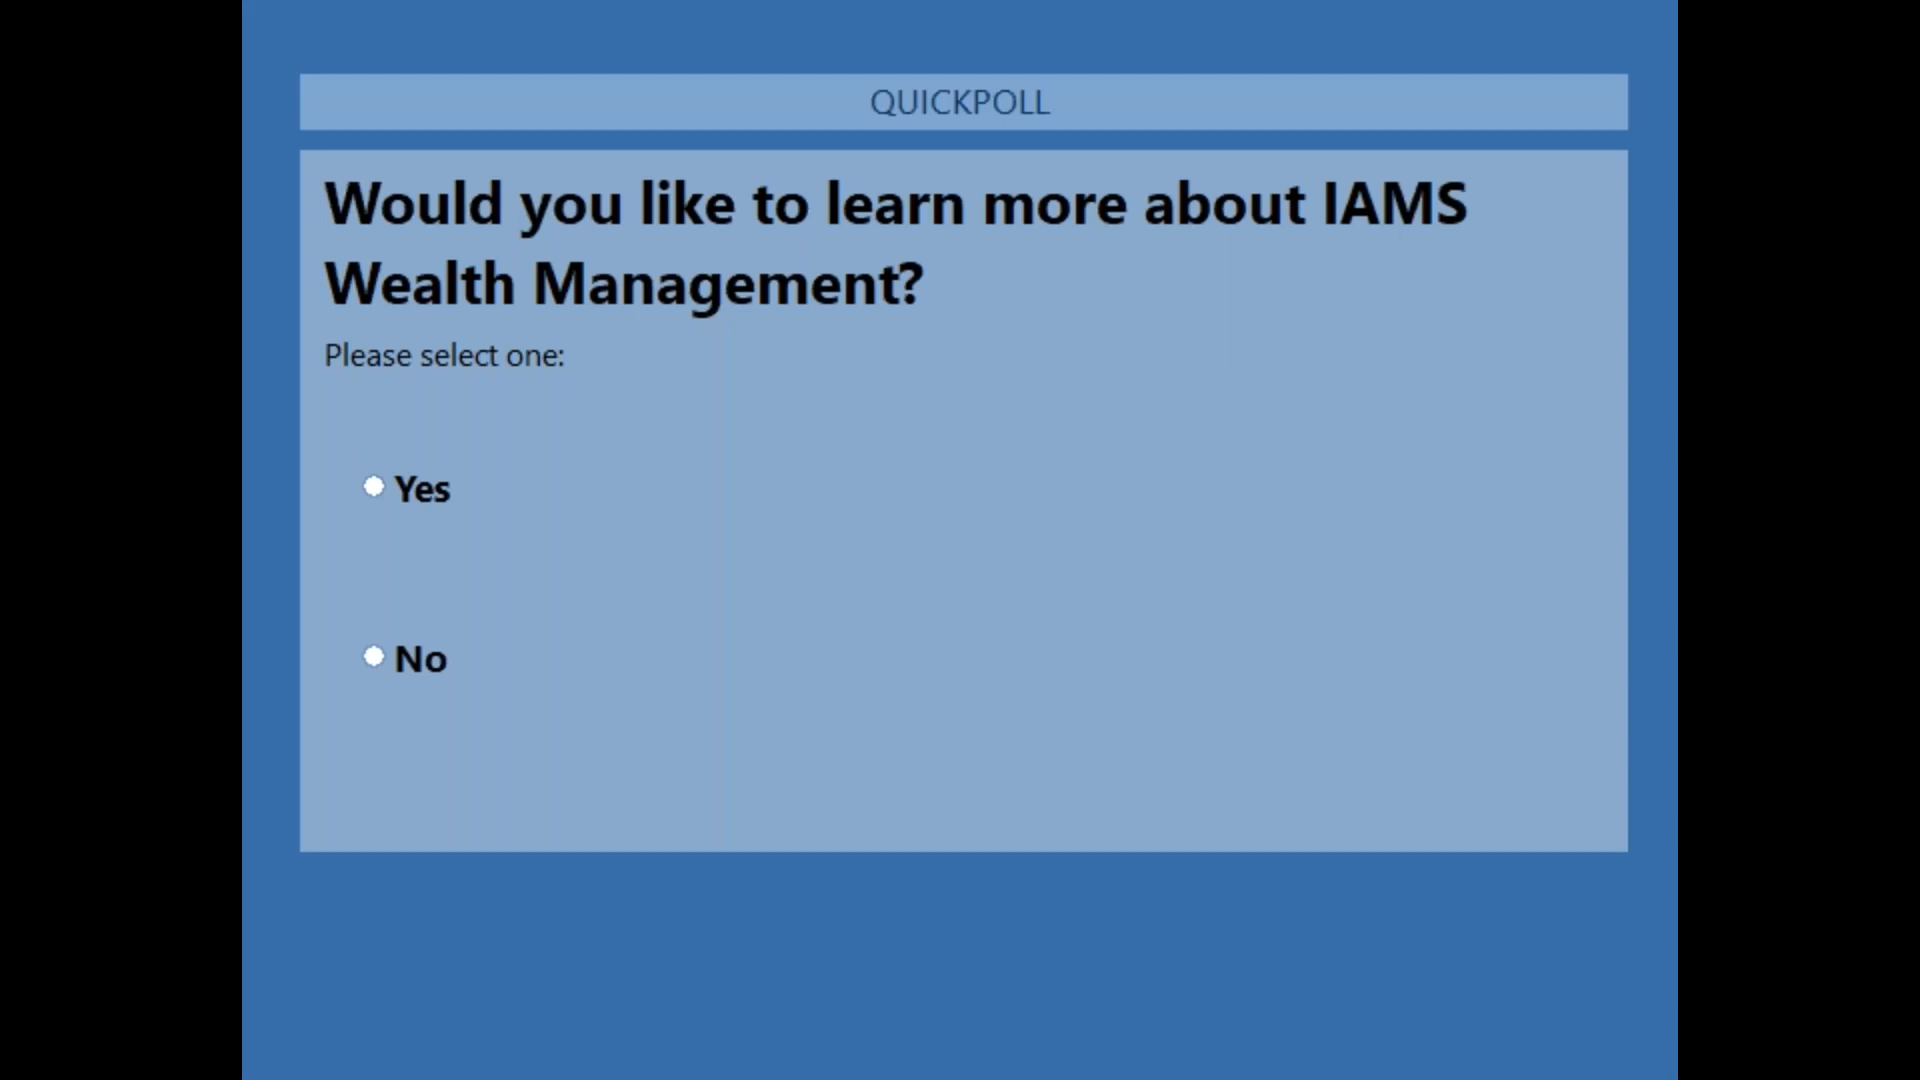 QUICKPOLL
Would you like to learn more about IAMS
Wealth Management?
Please select one:
Yes
No